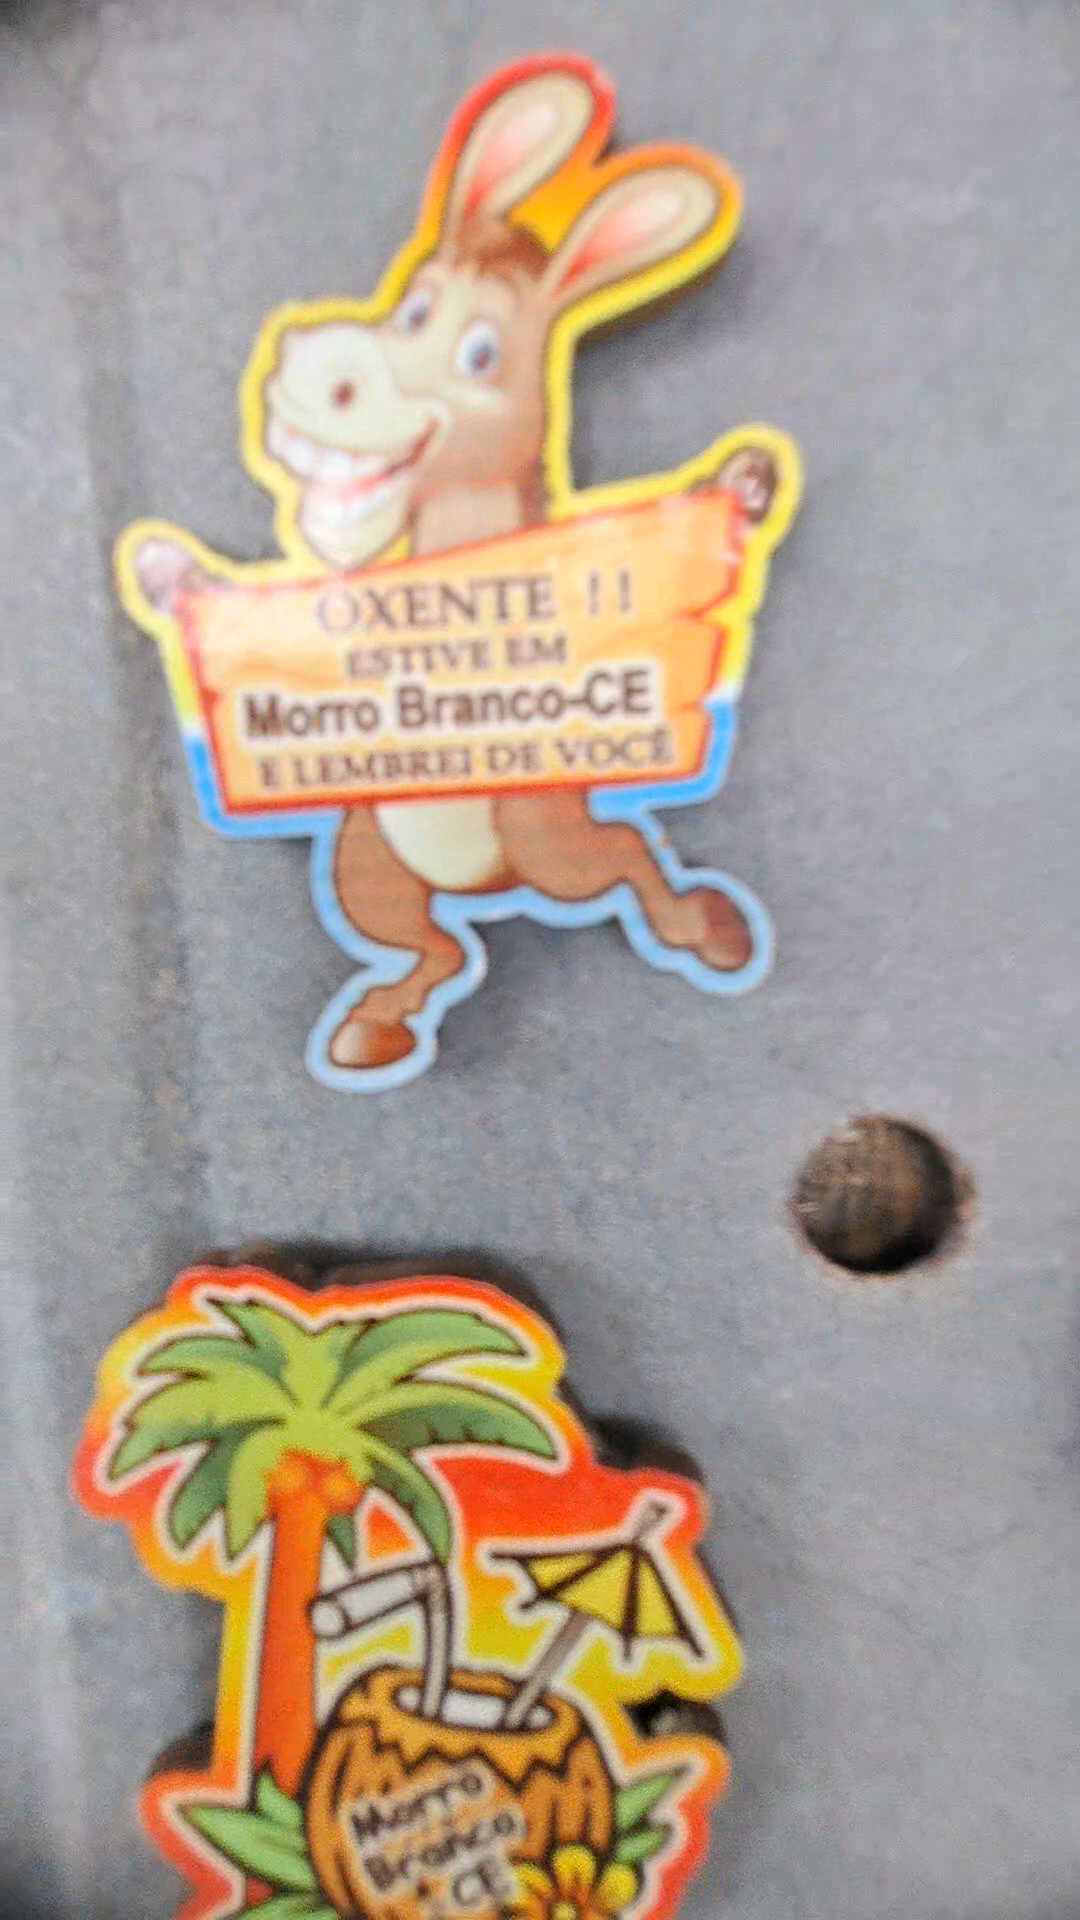 OXENTE !!
ESTIVE EM
Morro Branco-CE
E LEMBREI DE VOCÊ
Morro
Branco
CE